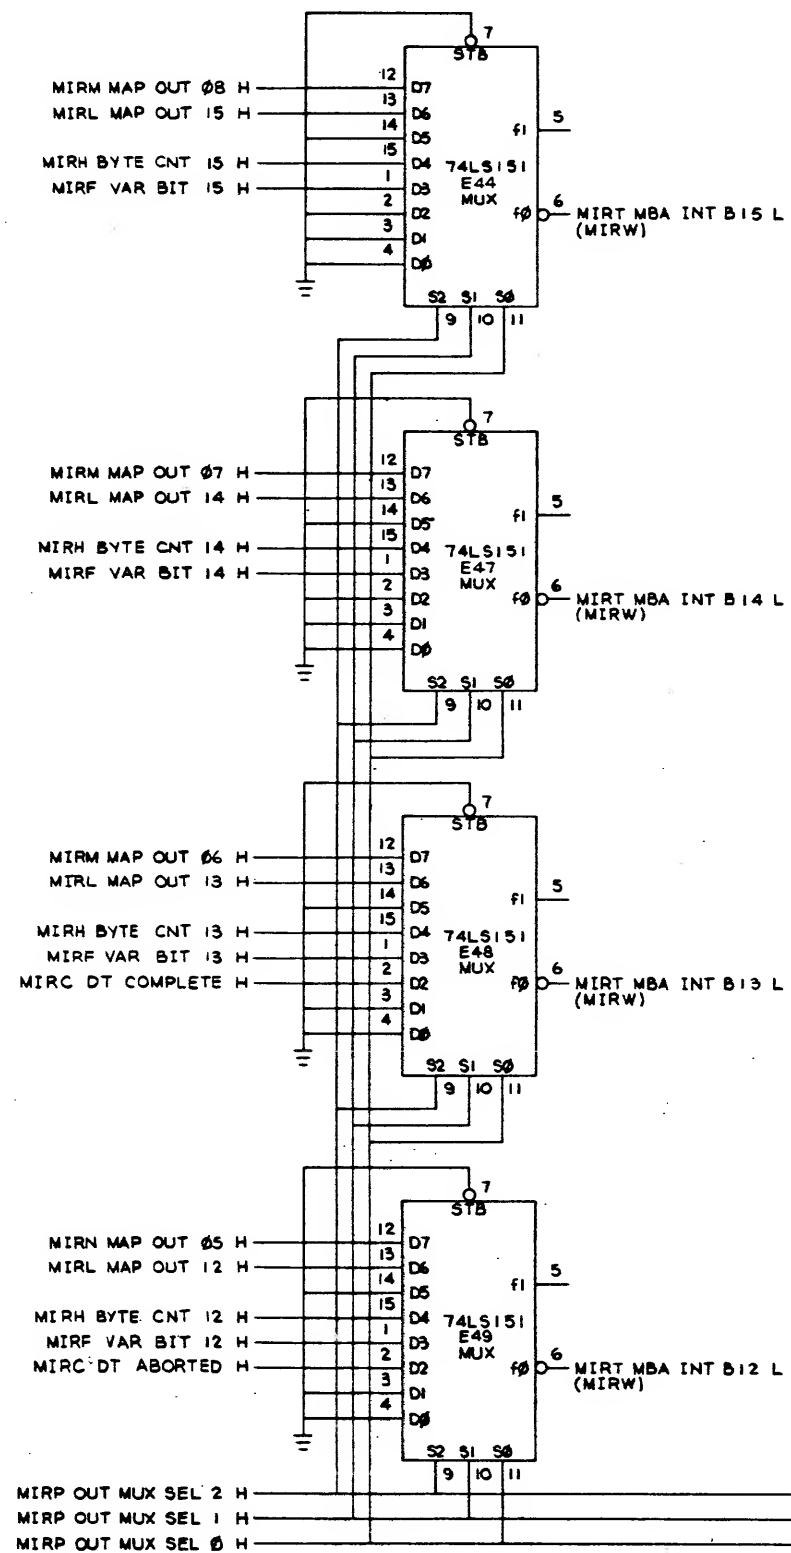 7
STB
12
MIRM MAP OUT Ø8 H D7
13
MIRL MAP OUT 15 H D6
14
D5 f1 5
15
MIRH BYTE CNT 15 H D4 74LS151
1
MIRF VAR BIT 15 H D3 E44
2 MUX
D2 fØ 6 MIRT MBA INT B15 L
3 (MIRW)
D1
4
DØ
S2 S1 SØ
9 10 11
7
STB
12
MIRM MAP OUT Ø7 H D7
13
MIRL MAP OUT 14 H D6
14
D5 f1 5
15
MIRH BYTE CNT 14 H D4 74LS151
1
MIRF VAR BIT 14 H D3 E47
2 MUX
D2 fØ 6 MIRT MBA INT B14 L
3 (MIRW)
D1
4
DØ
S2 S1 SØ
9 10 11
7
STB
12
MIRM MAP OUT Ø6 H D7
13
MIRL MAP OUT 13 H D6
14
D5 f1 5
15
MIRH BYTE CNT 13 H D4 74LS151
1
MIRF VAR BIT 13 H D3 E48
2 MUX
MIRC DT COMPLETE H D2 fØ 6 MIRT MBA INT B13 L
3 (MIRW)
D1
4
DØ
S2 S1 SØ
9 10 11
7
STB
12
MIRN MAP OUT Ø5 H D7
13
MIRL MAP OUT 12 H D6
14
D5 f1 5
15
MIRH BYTE CNT 12 H D4 74LS151
1
MIRF VAR BIT 12 H D3 E49
2 MUX
MIRC DT ABORTED H D2 fØ 6 MIRT MBA INT B12 L
3 (MIRW)
D1
4
DØ
S2 S1 SØ
9 10 11
MIRP OUT MUX SEL 2 H
MIRP OUT MUX SEL 1 H
MIRP OUT MUX SEL Ø H